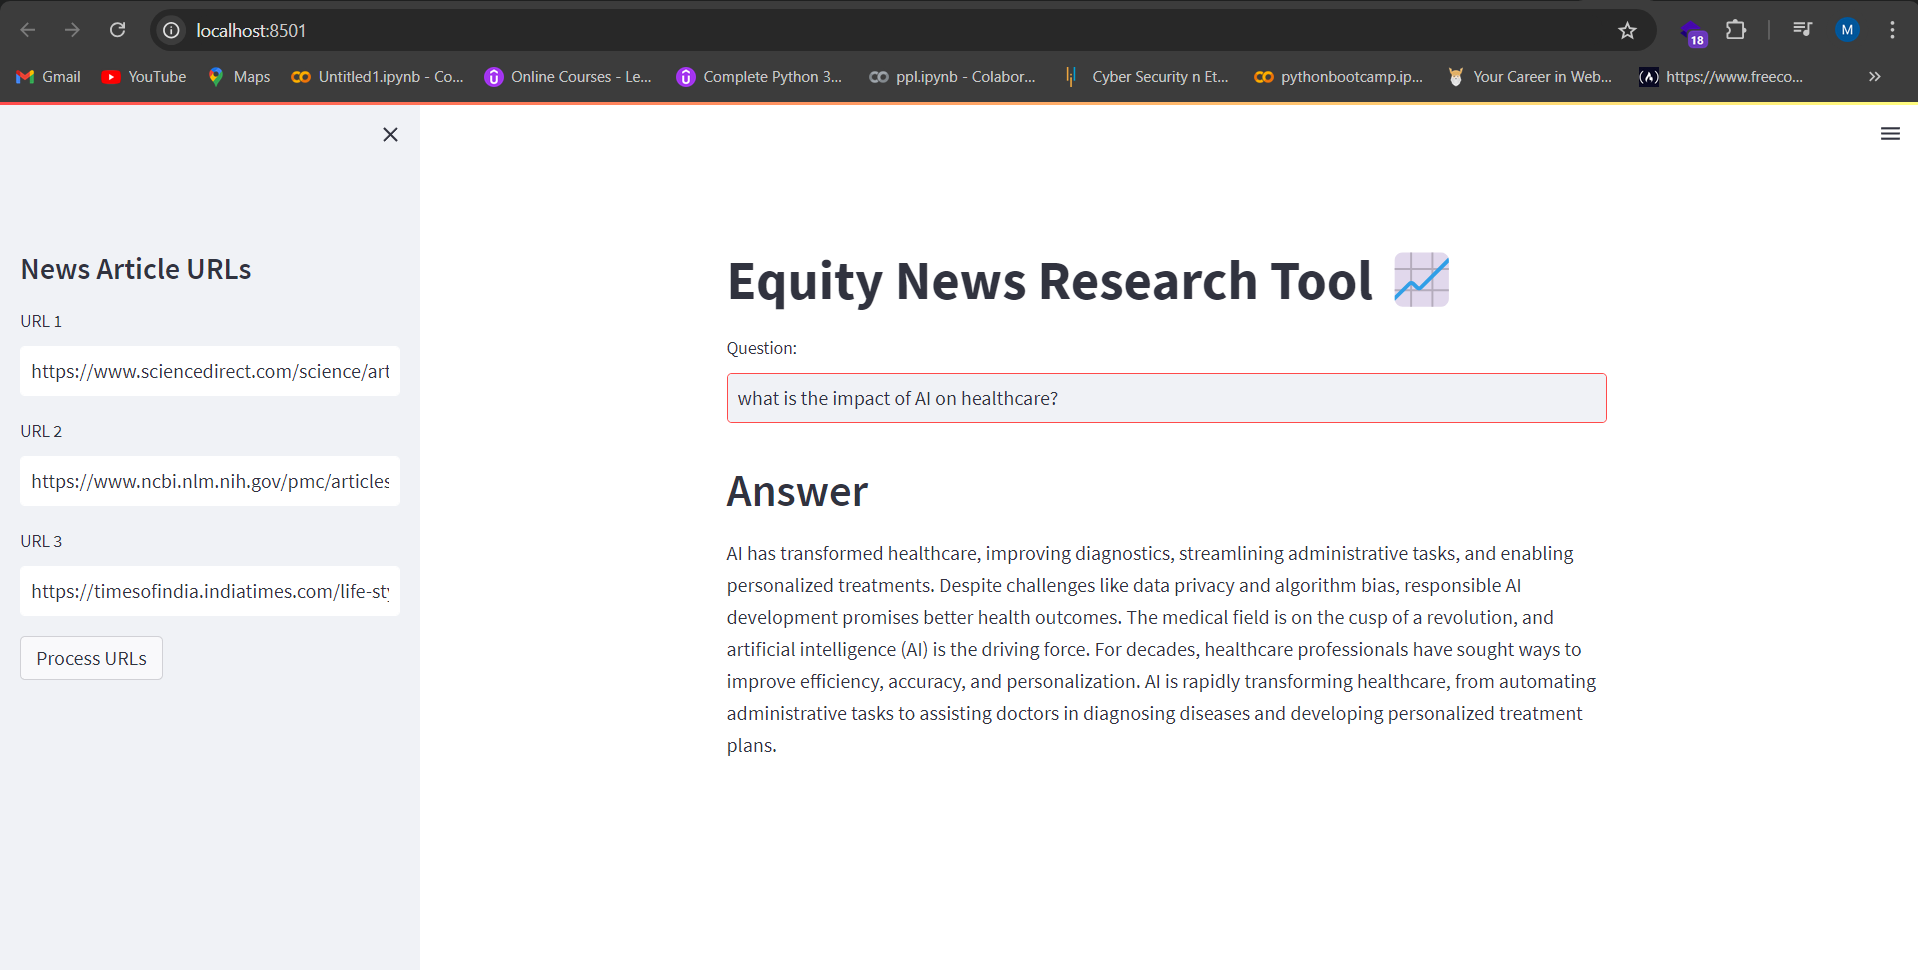 localhost:8501
18
M
Gmail
YouTube
Maps
Untitled1.ipynb - Co...
Online Courses - Le...
Complete Python 3...
ppl.ipynb - Colabor...
Cyber Security n Et...
pythonbootcamp.ip...
Your Career in Web...
https://www.freeco...
News Article URLs
URL 1
https://www.sciencedirect.com/science/art
URL 2
https://www.ncbi.nlm.nih.gov/pmc/articles
URL 3
https://timesofindia.indiatimes.com/life-sty
Process URLs
Equity News Research Tool
Question:
what is the impact of AI on healthcare?
Answer
AI has transformed healthcare, improving diagnostics, streamlining administrative tasks, and enabling
personalized treatments. Despite challenges like data privacy and algorithm bias, responsible AI
development promises better health outcomes. The medical field is on the cusp of a revolution, and
artificial intelligence (AI) is the driving force. For decades, healthcare professionals have sought ways to
improve efficiency, accuracy, and personalization. AI is rapidly transforming healthcare, from automating
administrative tasks to assisting doctors in diagnosing diseases and developing personalized treatment
plans.